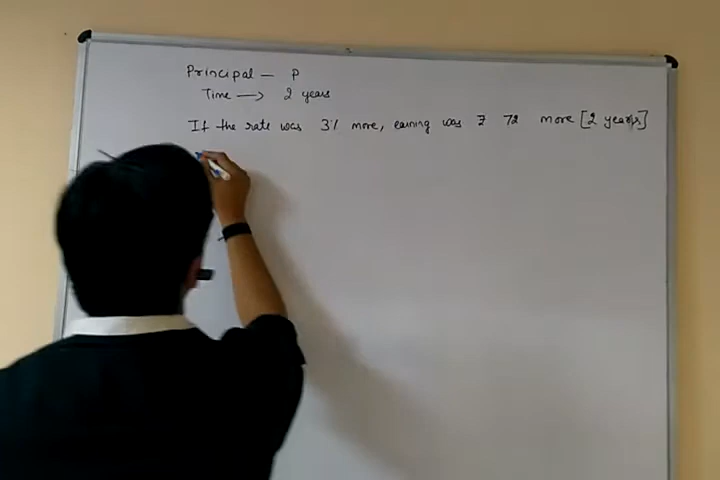 Principal — P
Time —> 2 years
If the rate was 3% more, earning was ₹ 72 more [2 years]